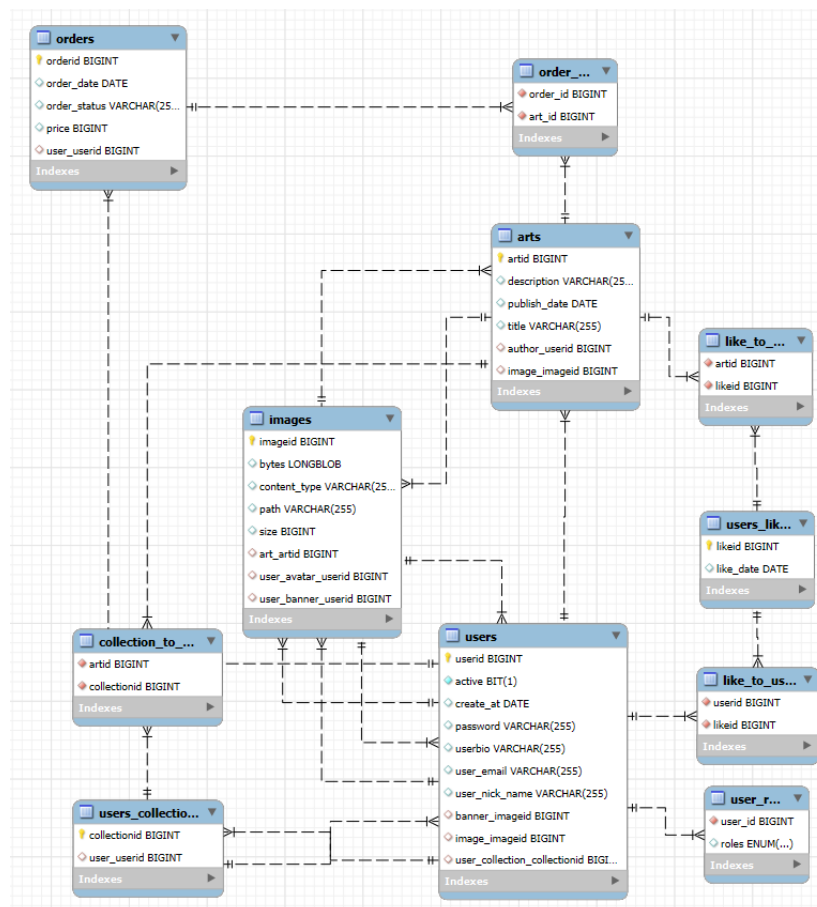 orders
orderid BIGINT
order_date DATE
order_status VARCHAR(25...
price BIGINT
user_userid BIGINT
Indexes
order_...
order_id BIGINT
art_id BIGINT
Indexes
arts
artid BIGINT
description VARCHAR(25...
publish_date DATE
title VARCHAR(255)
author_userid BIGINT
image_imageid BIGINT
Indexes
like_to_...
artid BIGINT
likeid BIGINT
Indexes
images
imageid BIGINT
bytes LONGBLOB
content_type VARCHAR(25...
path VARCHAR(255)
size BIGINT
art_artid BIGINT
user_avatar_userid BIGINT
user_banner_userid BIGINT
Indexes
users_lik...
likeid BIGINT
like_date DATE
Indexes
collection_to_...
artid BIGINT
collectionid BIGINT
Indexes
users
userid BIGINT
active BIT(1)
create_at DATE
password VARCHAR(255)
userbio VARCHAR(255)
user_email VARCHAR(255)
user_nick_name VARCHAR(255)
banner_imageid BIGINT
image_imageid BIGINT
user_collection_collectionid BIGI...
Indexes
like_to_us...
userid BIGINT
likeid BIGINT
Indexes
users_collectio...
collectionid BIGINT
user_userid BIGINT
Indexes
user_r...
user_id BIGINT
roles ENUM(...)
Indexes